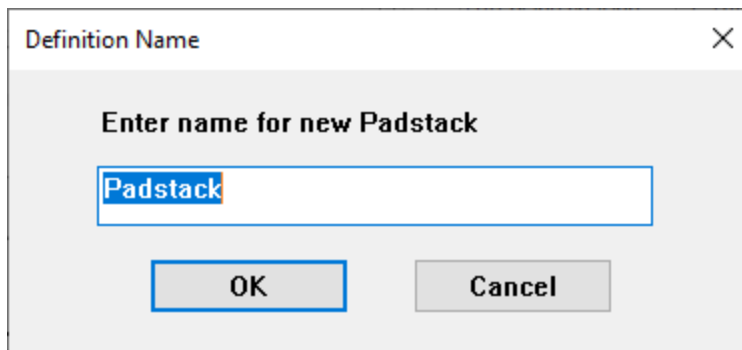 Definition Name
Enter name for new Padstack
Padstack
OK
Cancel